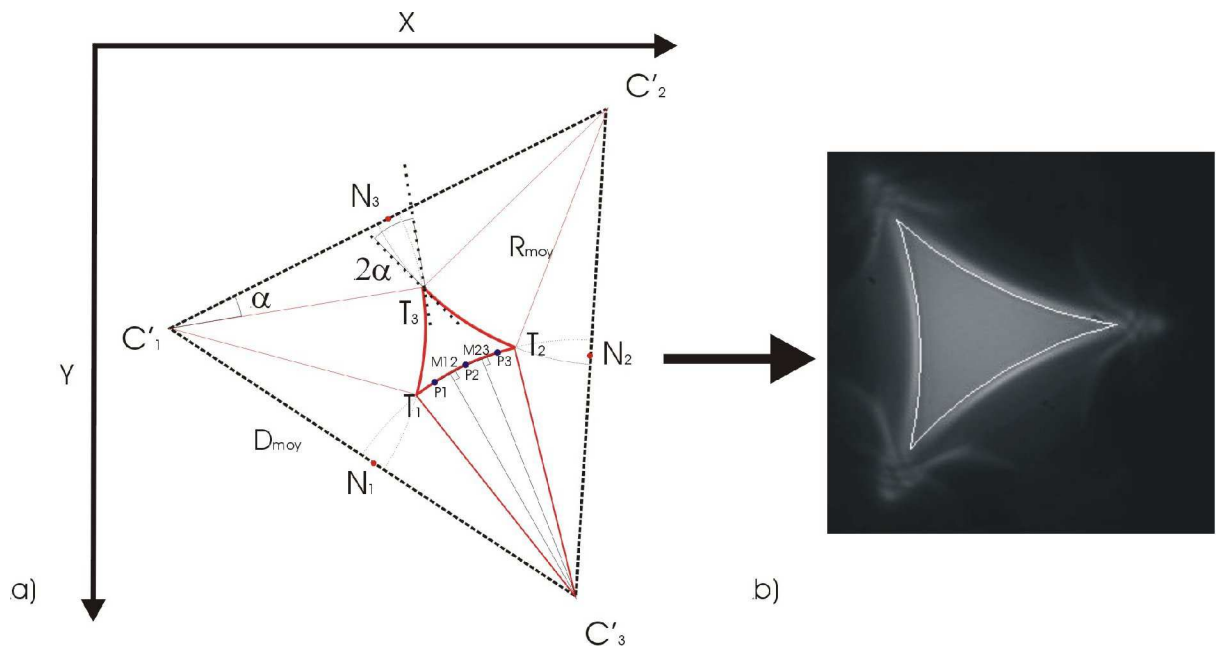 X
C'2
N3
Rmoy
2α
α
T3
C'1
T2
M12
M23
P3
N2
P2
Y
P1
T1
Dmoy
N1
a)
b)
C'3